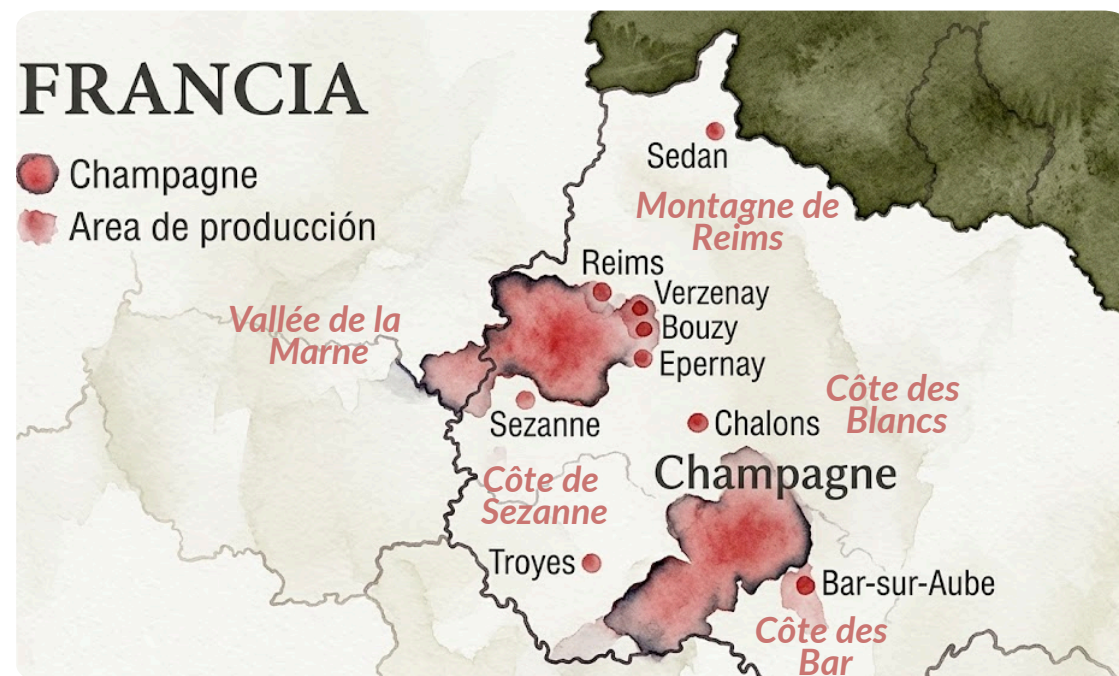 FRANCIA
Champagne
Area de producción
Sedan
Montagne de
Reims
Reims
Verzenay
Bouzy
Epernay
Vallée de la
Marne
Sezanne
Chalons
Côte des
Blancs
Champagne
Côte de
Sezanne
Troyes
Bar-sur-Aube
Côte des
Bar